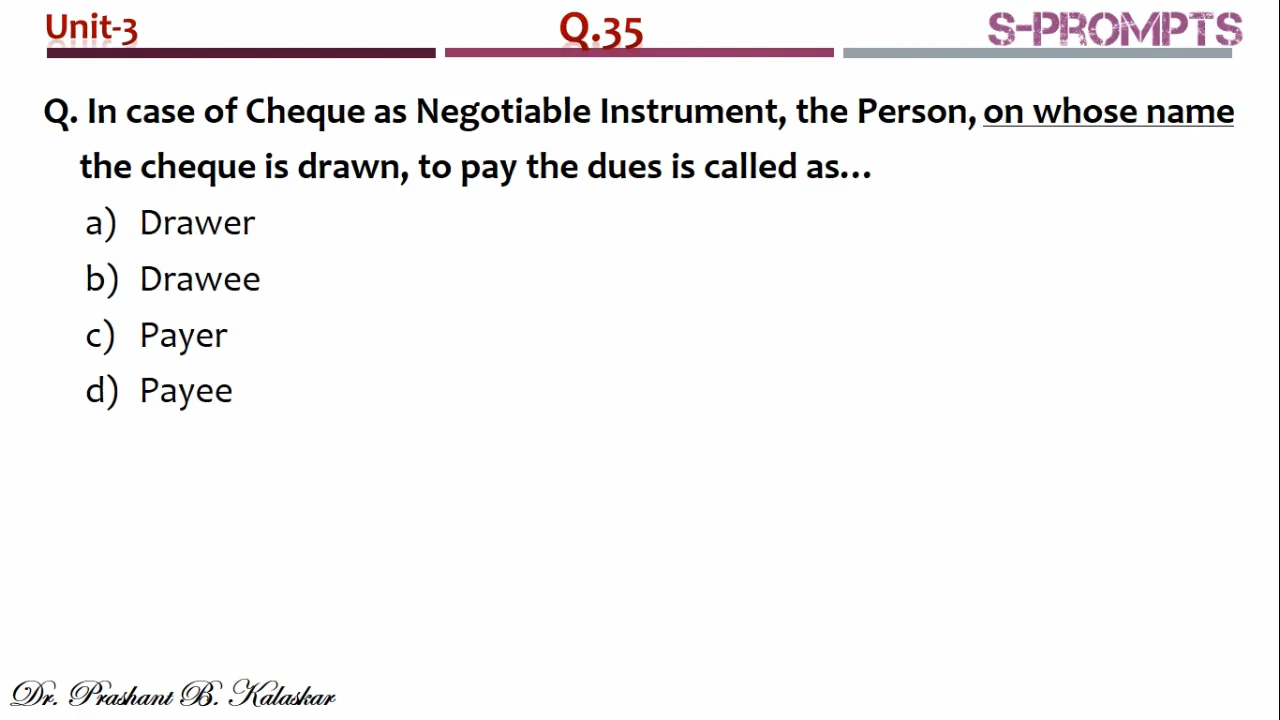 Unit-3
Q.35
S-PROMPTS
Q. In case of Cheque as Negotiable Instrument, the Person, on whose name
the cheque is drawn, to pay the dues is called as...
a) Drawer
b) Drawee
c) Payer
d) Payee
Dr. Prashant B. Kalaskar